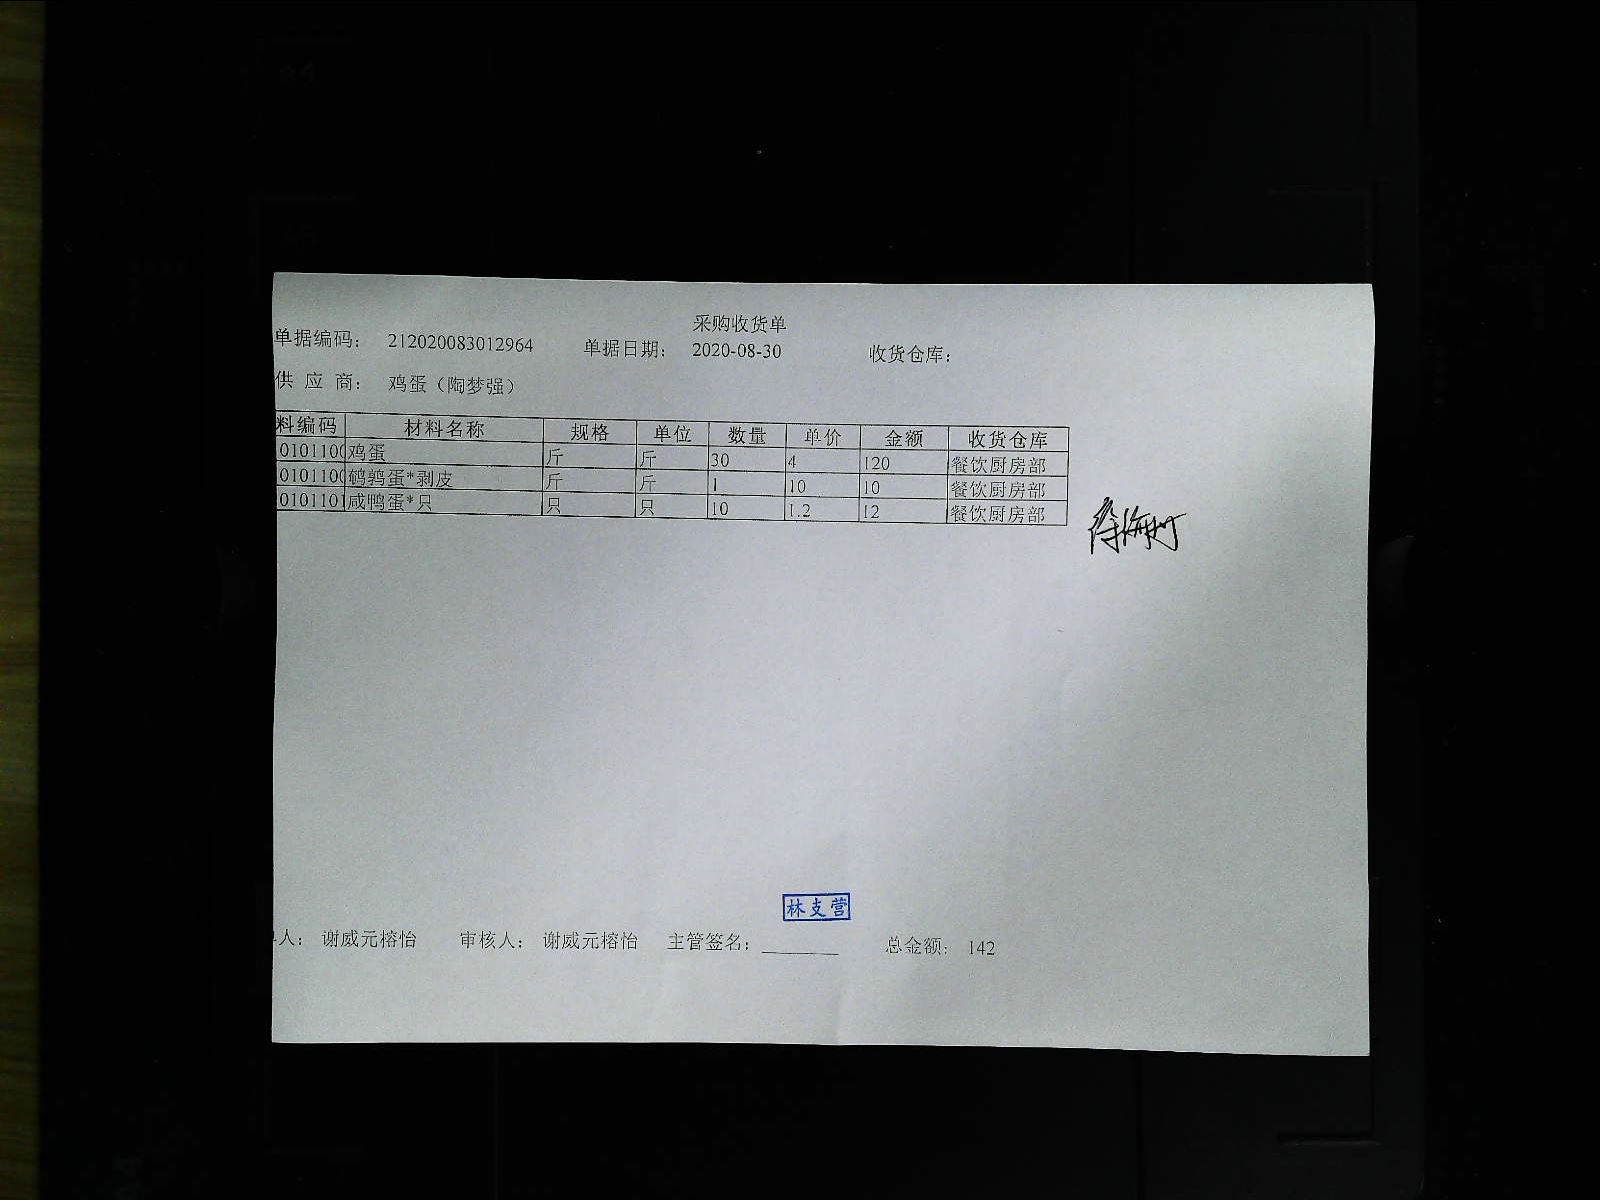 采购收货单
单据编码： 212020083012964 单据日期： 2020-08-30 收货仓库：
供 应 商： 鸡蛋（陶梦强）
料编码 材料名称 规格 单位 数量 单价 金额 收货仓库
0101100 鸡蛋 斤 斤 30 4 120 餐饮厨房部
0101100 鹌鹑蛋*剥皮 斤 斤 1 10 10 餐饮厨房部
0101101 咸鸭蛋*只 只 只 10 1.2 12 餐饮厨房部
林支营
人： 谢威元榕怡 审核人： 谢威元榕怡 主管签名： 总金额： 142